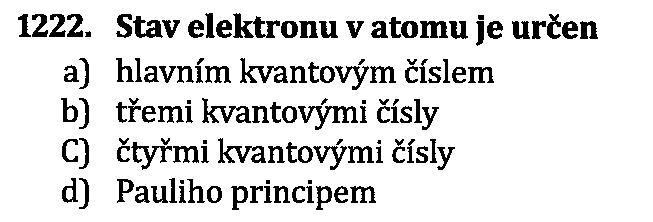 1222. Stav elektronu v atomu je určen
a) hlavním kvantovým číslem
b) třemi kvantovými čísly
C) čtyřmi kvantovými čísly
d) Pauliho principem